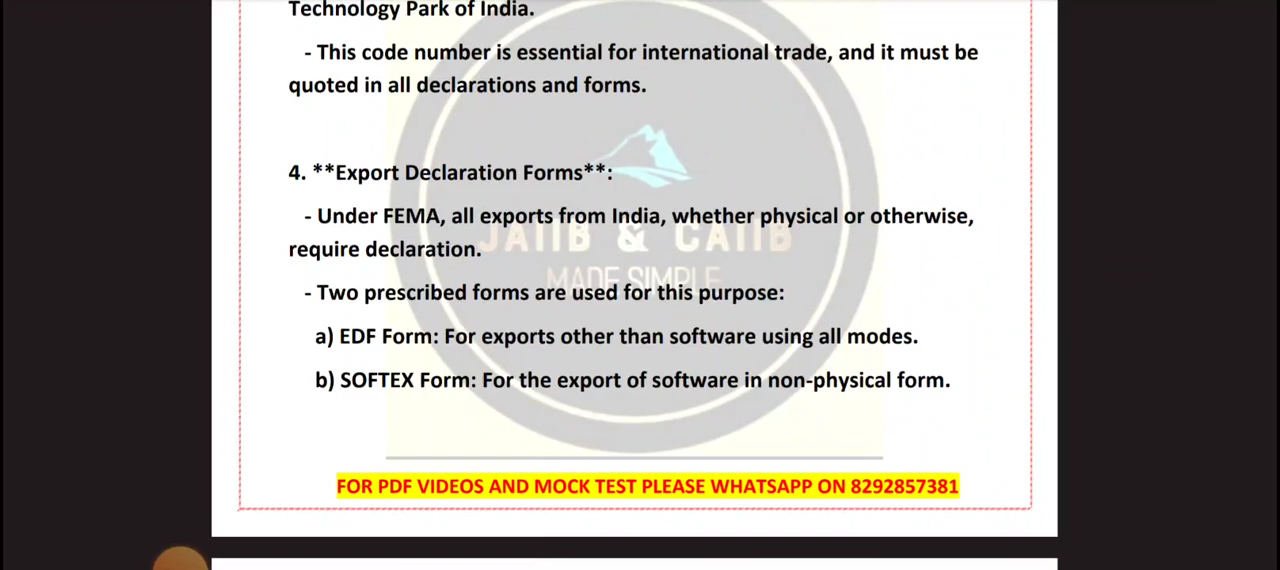 Technology Park of India.
- This code number is essential for international trade, and it must be
quoted in all declarations and forms.
4. **Export Declaration Forms**:
- Under FEMA, all exports from India, whether physical or otherwise,
require declaration.
JAIIB & CAIIB
MADE SIMPLE
- Two prescribed forms are used for this purpose:
a) EDF Form: For exports other than software using all modes.
b) SOFTEX Form: For the export of software in non-physical form.
FOR PDF VIDEOS AND MOCK TEST PLEASE WHATSAPP ON 8292857381